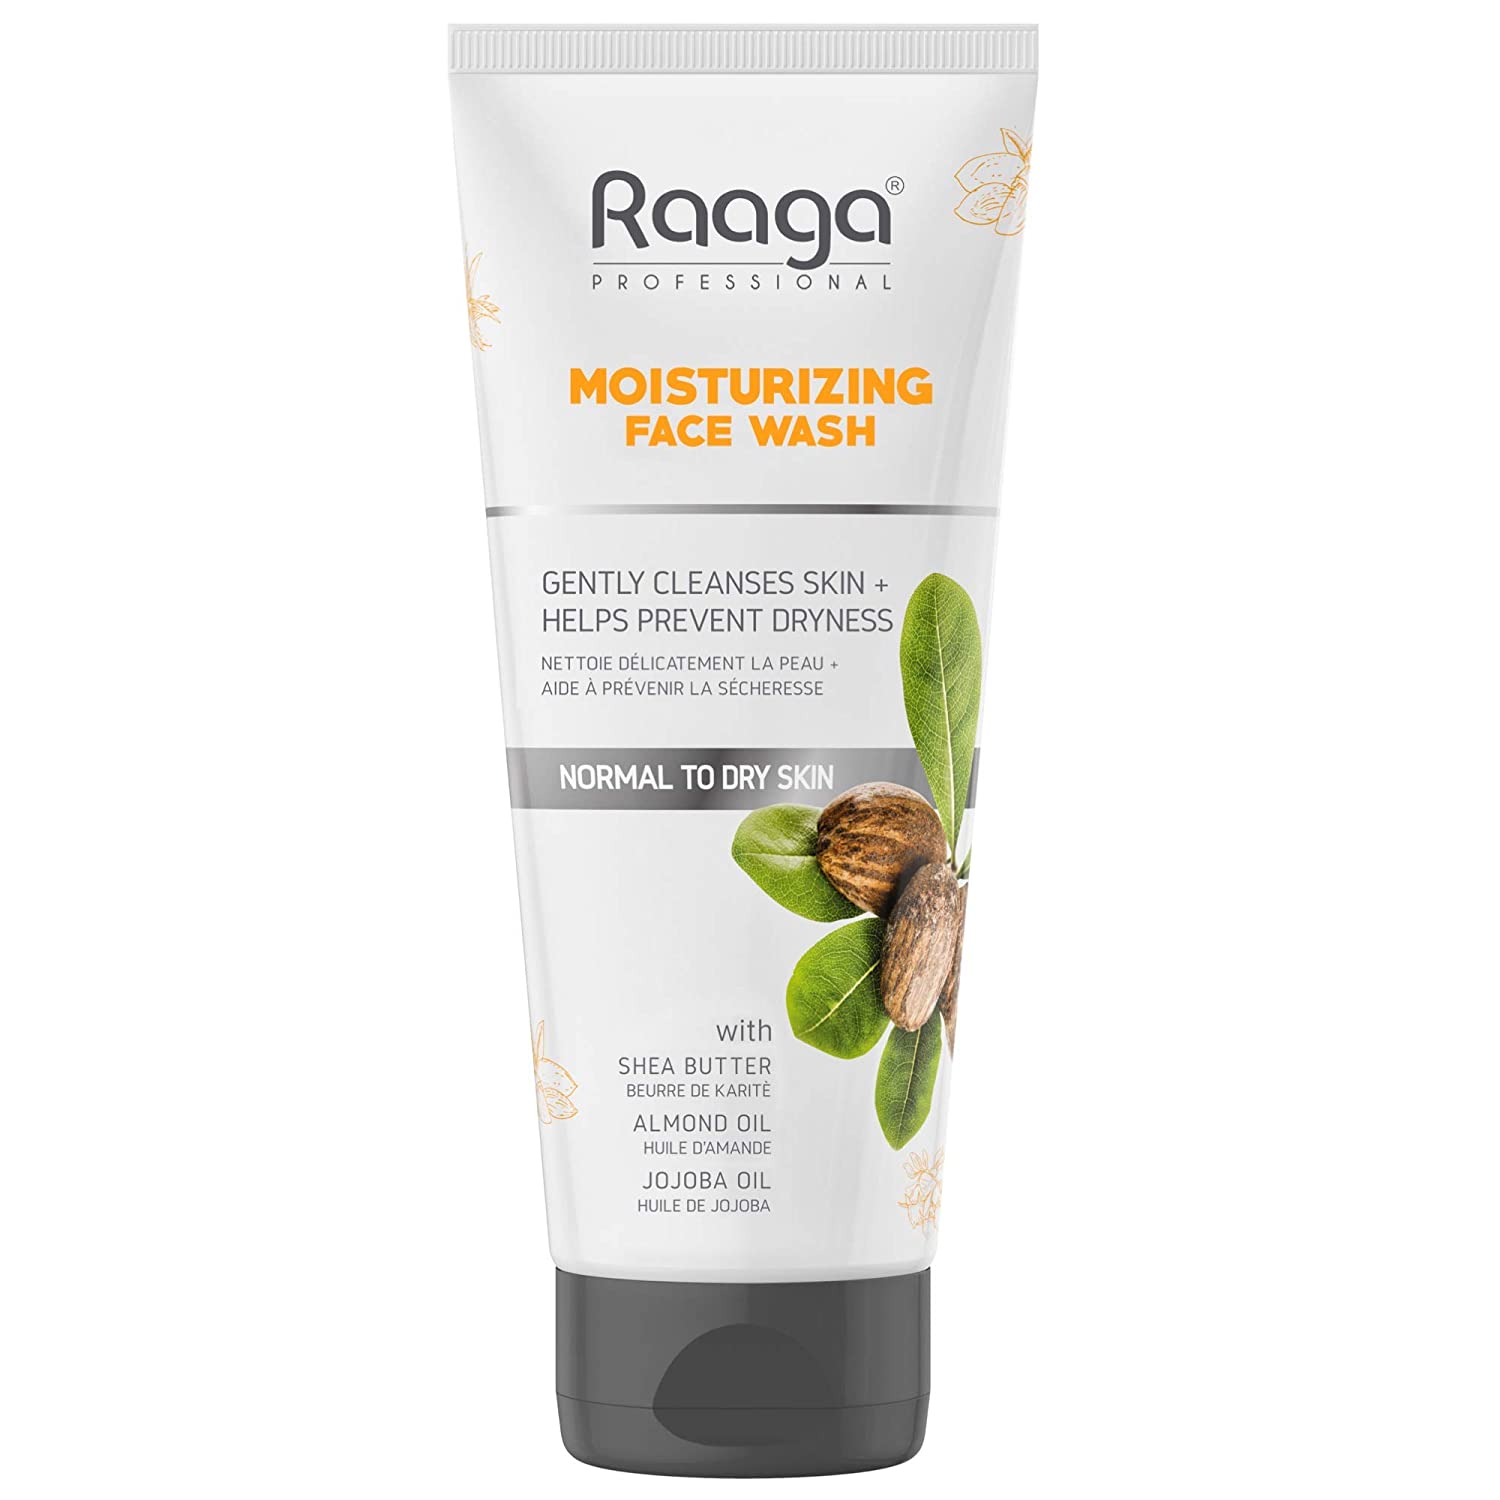 Raaga®
PROFESSIONAL
MOISTURIZING
FACE WASH
GENTLY CLEANSES SKIN +
HELPS PREVENT DRYNESS
NETTOIE DÉLICATEMENT LA PEAU +
AIDE À PRÉVENIR LA SÉCHERESSE
NORMAL TO DRY SKIN
with
SHEA BUTTER
BEURRE DE KARITÈ
ALMOND OIL
HUILE D'AMANDE
JOJOBA OIL
HUILE DE JOJOBA